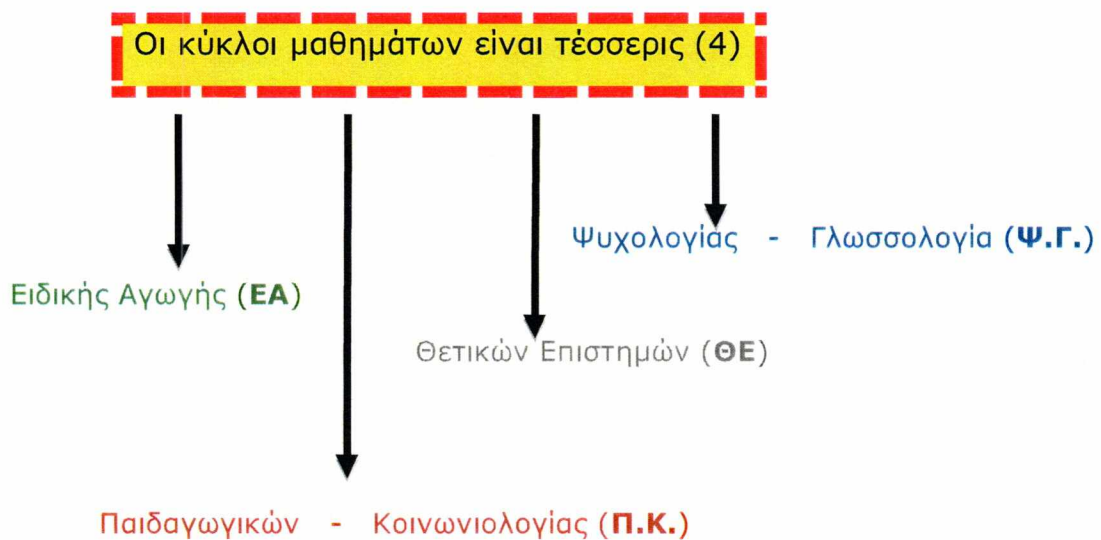 Οι κύκλοι μαθημάτων είναι τέσσερις (4)
Ψυχολογίας - Γλωσσολογία (Ψ.Γ.)
Ειδικής Αγωγής (ΕΑ)
Θετικών Επιστημών (ΘΕ)
Παιδαγωγικών - Κοινωνιολογίας (Π.Κ.)